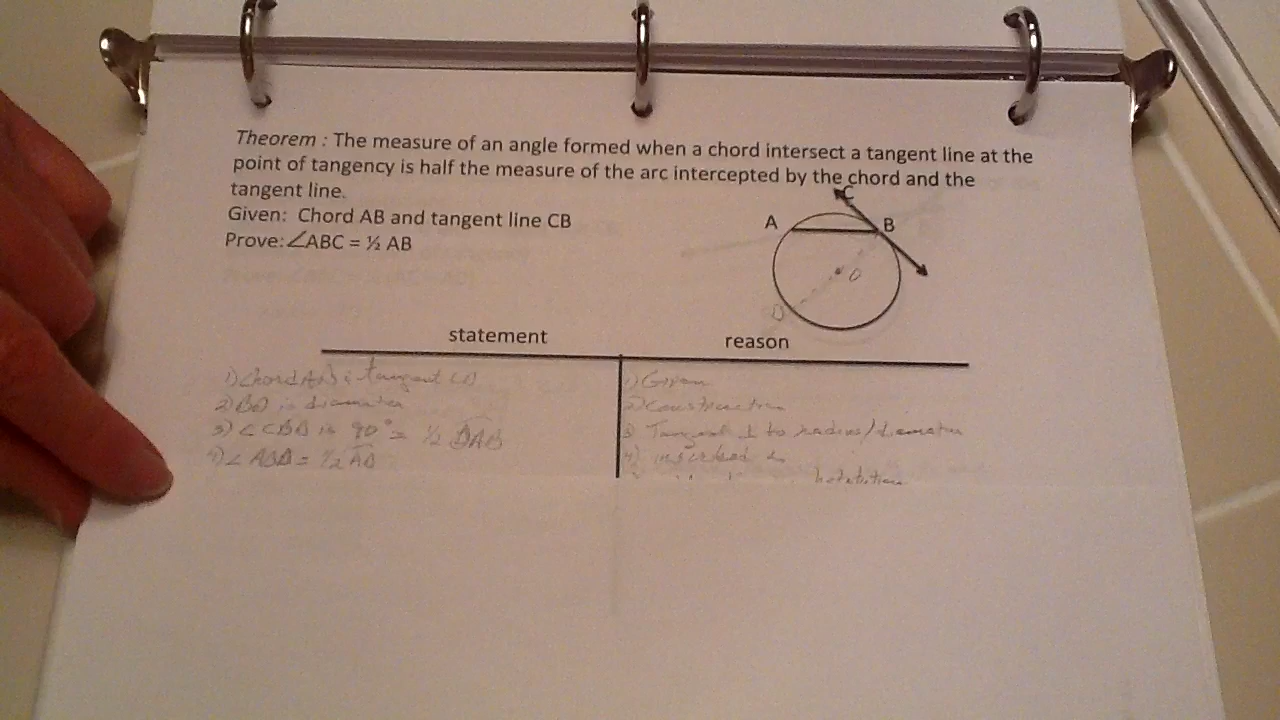 Theorem : The measure of an angle formed when a chord intersect a tangent line at the
point of tangency is half the measure of the arc intercepted by the chord and the
tangent line.
Given: Chord AB and tangent line CB
Prove: ∠ABC = ½ AB
C
A
B
O
D
statement
reason
1) Chord AB & tangent CB
1) Given
2) BD is diameter
2) Construction
3) ∠CBD is 90° = ½ DAB
3) Tangent ⊥ to radius/diameter
4) ∠ABD = ½ AD
4) inscribed ∠